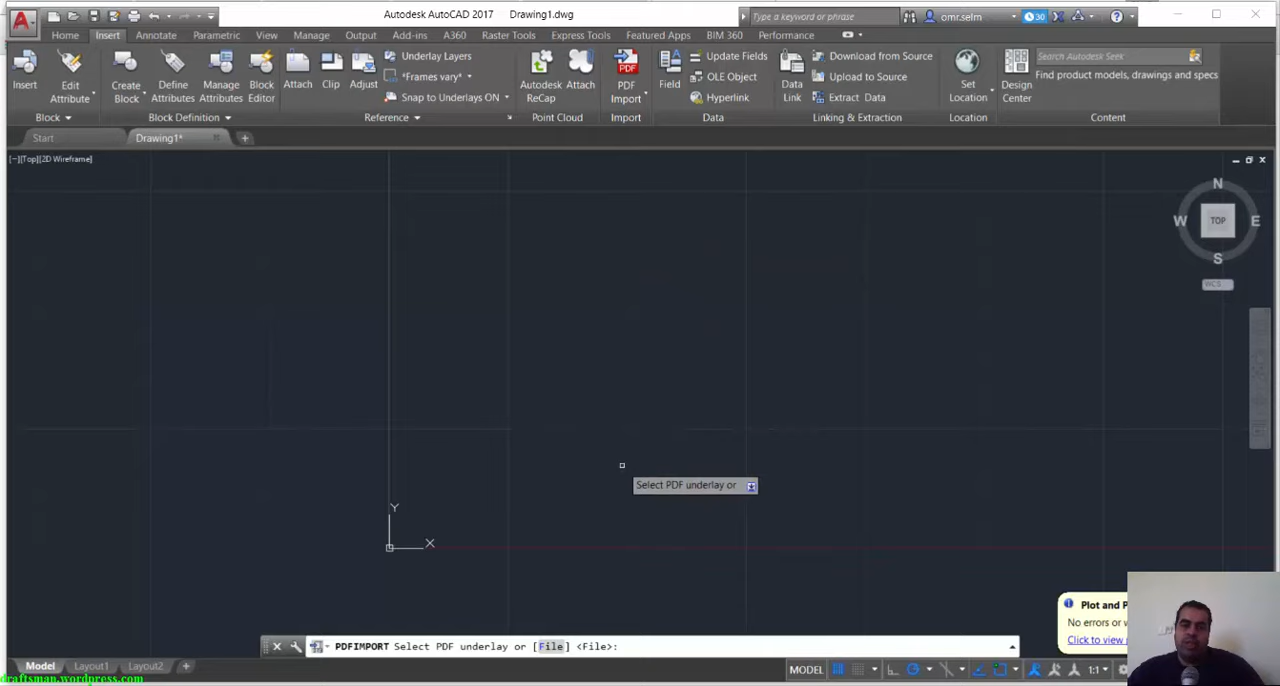 Autodesk AutoCAD 2017 Drawing1.dwg
Type a keyword or phrase
omr.selm
30
Home Insert Annotate Parametric View Manage Output Add-ins A360 Raster Tools Express Tools Featured Apps BIM 360 Performance
Insert
Edit Attribute
Block
Create Block
Define Attributes
Manage Attributes
Block Editor
Block Definition
Attach
Clip
Adjust
Underlay Layers
*Frames vary*
Snap to Underlays ON
Reference
Autodesk ReCap
Attach
Point Cloud
PDF
PDF Import
Import
Field
Update Fields
OLE Object
Hyperlink
Data
Data Link
Download from Source
Upload to Source
Extract Data
Linking & Extraction
Set Location
Location
Design Center
Search Autodesk Seek
Find product models, drawings and specs
Content
Start
Drawing1*
[−][Top][2D Wireframe]
N
W
TOP
E
S
WCS
Select PDF underlay or
Y
X
Plot and P
No errors or w
Click to view
PDFIMPORT Select PDF underlay or [File] <File>:
Model Layout1 Layout2
MODEL
1:1
draftsman.wordpress.com